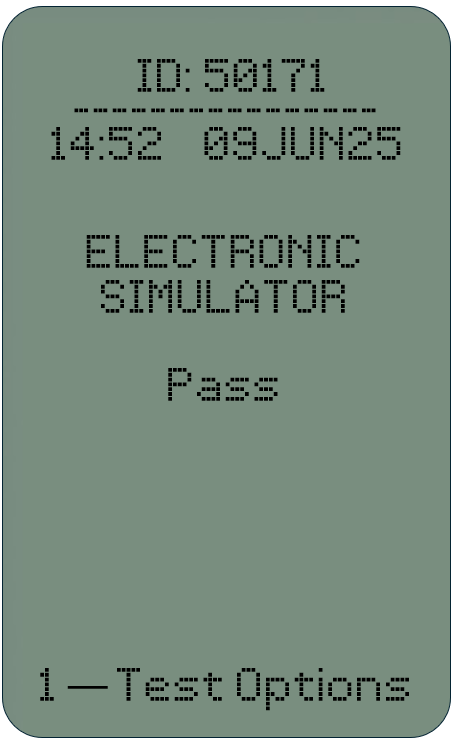 ID: 50171
----------------
14:52 09JUN25
ELECTRONIC
SIMULATOR
Pass
1 — Test Options